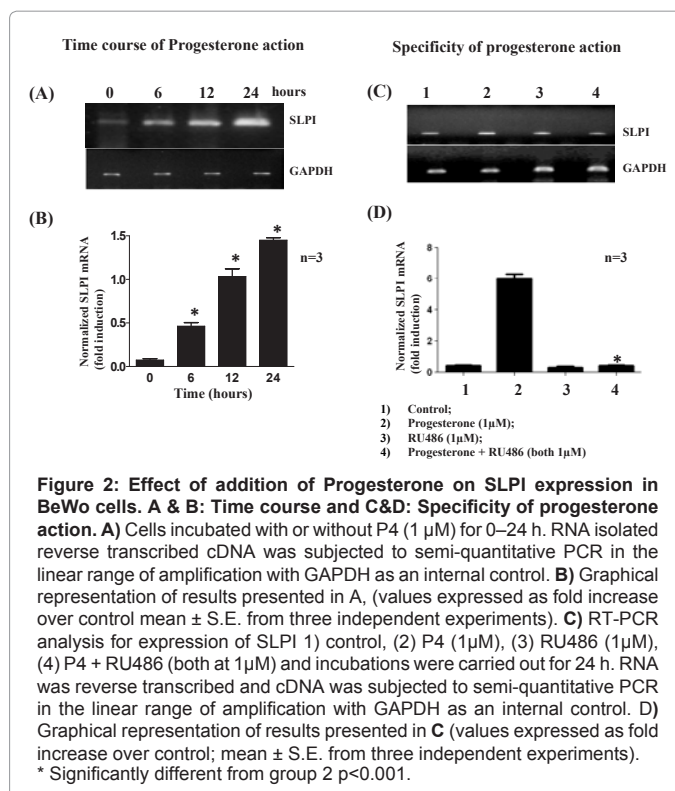 Time course of Progesterone action
Specificity of progesterone action
(A)
0 6 12 24 hours
SLPI
GAPDH
(C)
1 2 3 4
SLPI
GAPDH
(B)
Normalized SLPI mRNA
(fold induction)
1.5
1.0
0.5
0.0
* * *
n=3
0 6 12 24
Time (hours)
(D)
Normalized SLPI mRNA
(fold induction)
8
6
4
2
0
*
n=3
1 2 3 4
1) Control;
2) Progesterone (1µM);
3) RU486 (1µM);
4) Progesterone + RU486 (both 1µM)
Figure 2: Effect of addition of Progesterone on SLPI expression in
BeWo cells. A & B: Time course and C&D: Specificity of progesterone
action. A) Cells incubated with or without P4 (1 µM) for 0–24 h. RNA isolated
reverse transcribed cDNA was subjected to semi-quantitative PCR in the
linear range of amplification with GAPDH as an internal control. B) Graphical
representation of results presented in A, (values expressed as fold increase
over control mean ± S.E. from three independent experiments). C) RT-PCR
analysis for expression of SLPI 1) control, (2) P4 (1µM), (3) RU486 (1µM),
(4) P4 + RU486 (both at 1µM) and incubations were carried out for 24 h. RNA
was reverse transcribed and cDNA was subjected to semi-quantitative PCR
in the linear range of amplification with GAPDH as an internal control. D)
Graphical representation of results presented in C (values expressed as fold
increase over control; mean ± S.E. from three independent experiments).
* Significantly different from group 2 p<0.001.